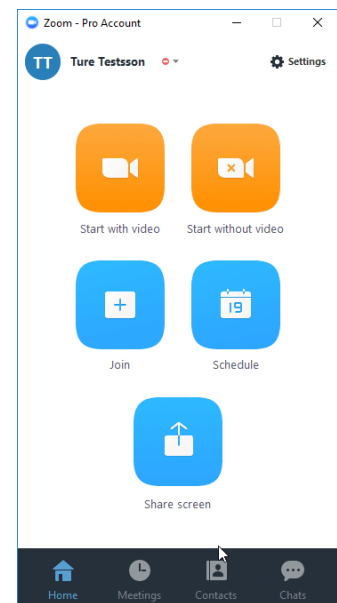 Zoom - Pro Account
TT Ture Testsson Settings
Start with video Start without video
19
Join Schedule
Share screen
Home Meetings Contacts Chats